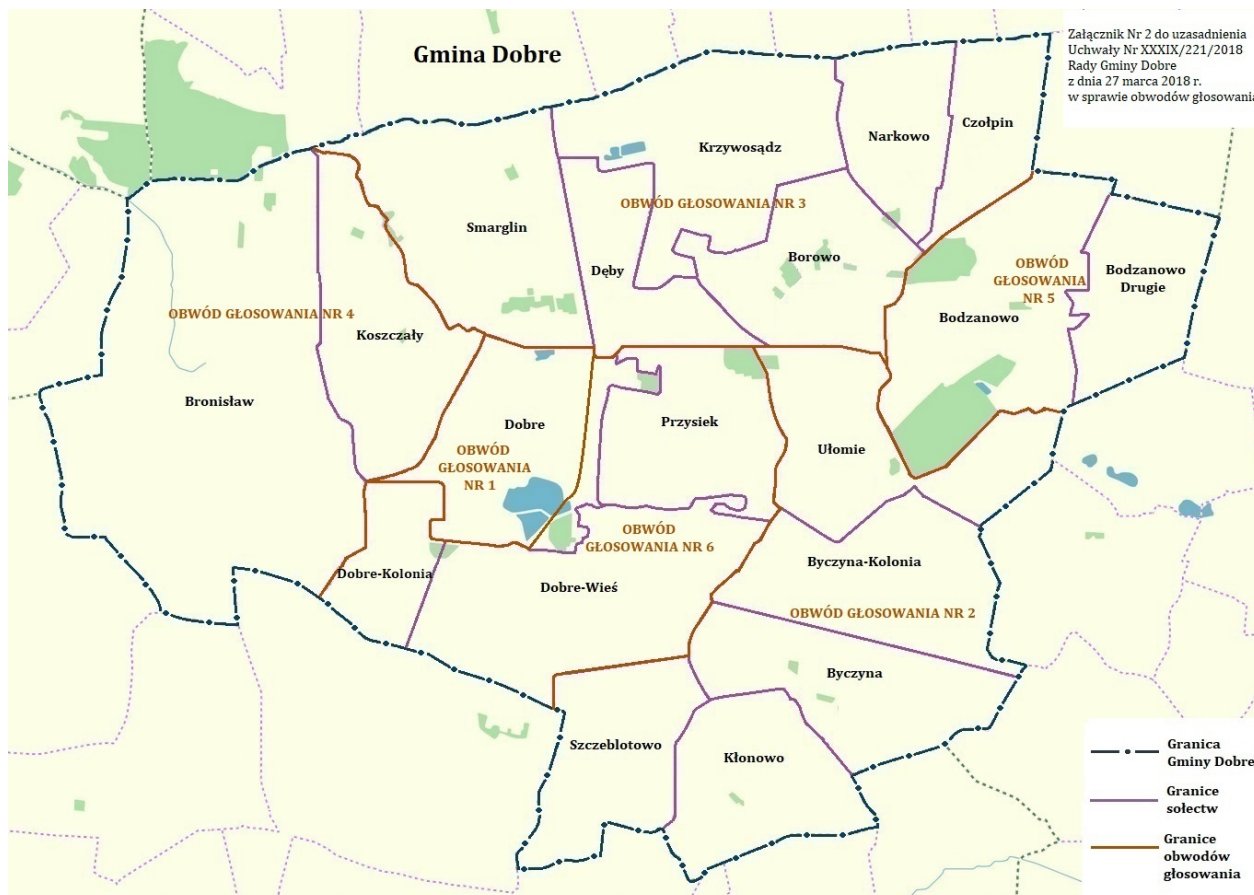 Gmina Dobre
Załącznik Nr 2 do uzasadnienia
Uchwały Nr XXXIX/221/2018
Rady Gminy Dobre
z dnia 27 marca 2018 r.
w sprawie obwodów głosowania
Krzywosądz
Narkowo
Czołpin
OBWÓD GŁOSOWANIA NR 3
Smarglin
Dęby
Borowo
OBWÓD
GŁOSOWANIA
NR 5
Bodzanowo
Drugie
Bodzanowo
OBWÓD GŁOSOWANIA NR 4
Koszczały
Bronisław
Dobre
Przysiek
Ułomie
OBWÓD
GŁOSOWANIA
NR 1
OBWÓD
GŁOSOWANIA NR 6
Dobre-Kolonia
Dobre-Wieś
Byczyna-Kolonia
OBWÓD GŁOSOWANIA NR 2
Byczyna
Szczeblotowo
Kłonowo
Granica
Gminy Dobre
Granice
sołectw
Granice
obwodów
głosowania